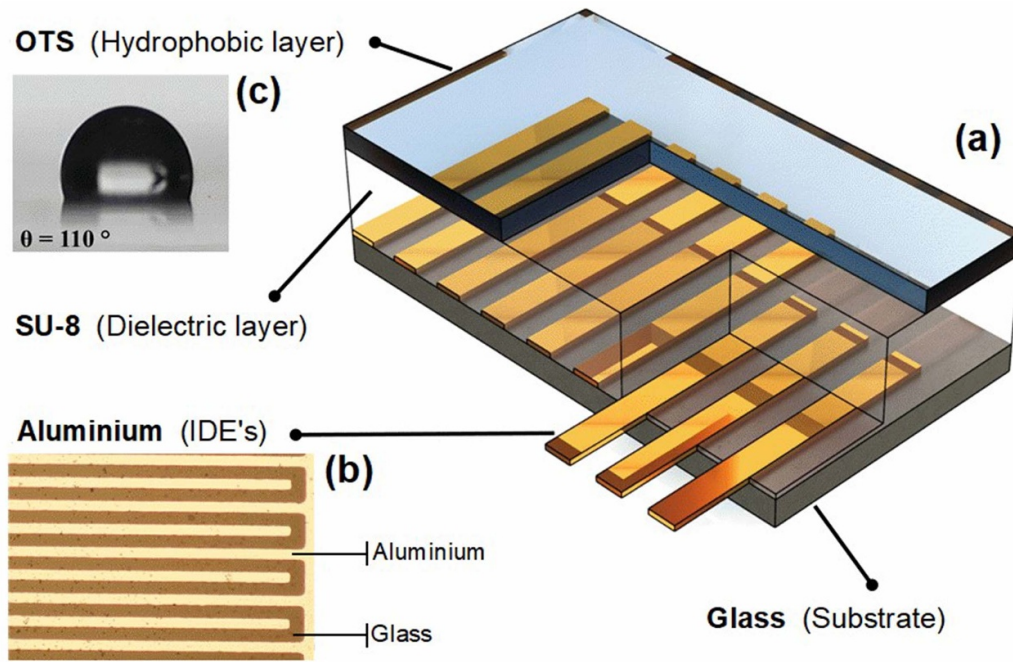 OTS (Hydrophobic layer)
(c)
(a)
θ = 110 °
SU-8 (Dielectric layer)
Aluminium (IDE's)
(b)
Aluminium
Glass
Glass (Substrate)